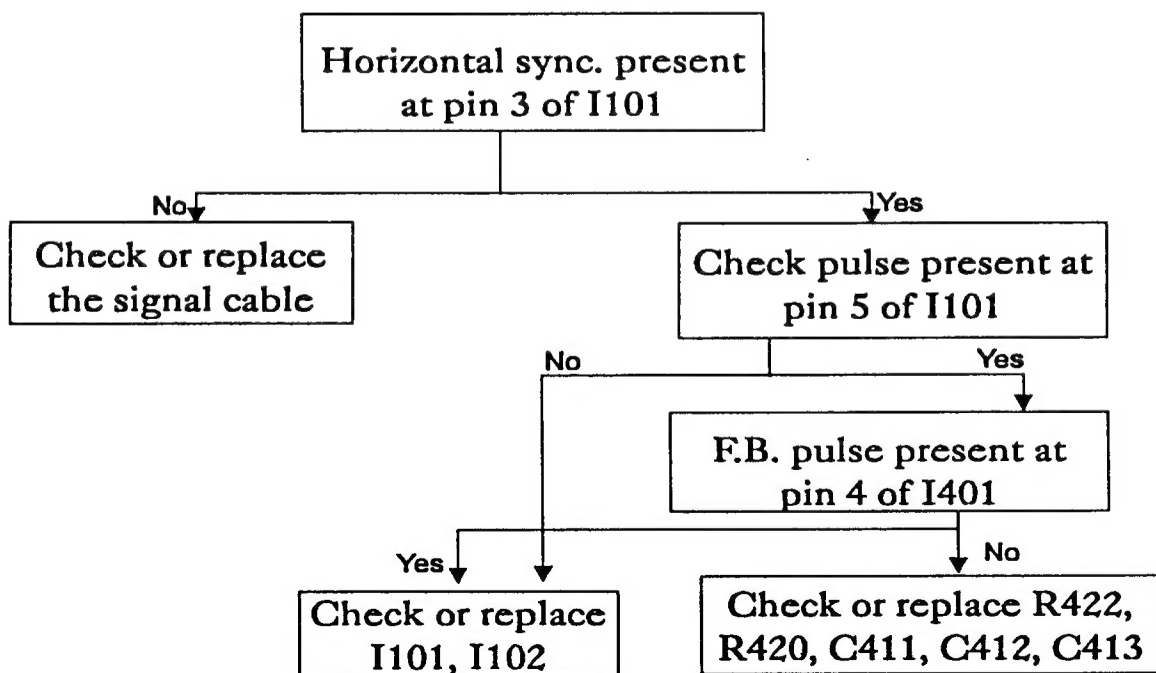 Horizontal sync. present
at pin 3 of I101
No
Yes
Check or replace
the signal cable
Check pulse present at
pin 5 of I101
No
Yes
F.B. pulse present at
pin 4 of I401
Yes
No
Check or replace
I101, I102
Check or replace R422,
R420, C411, C412, C413